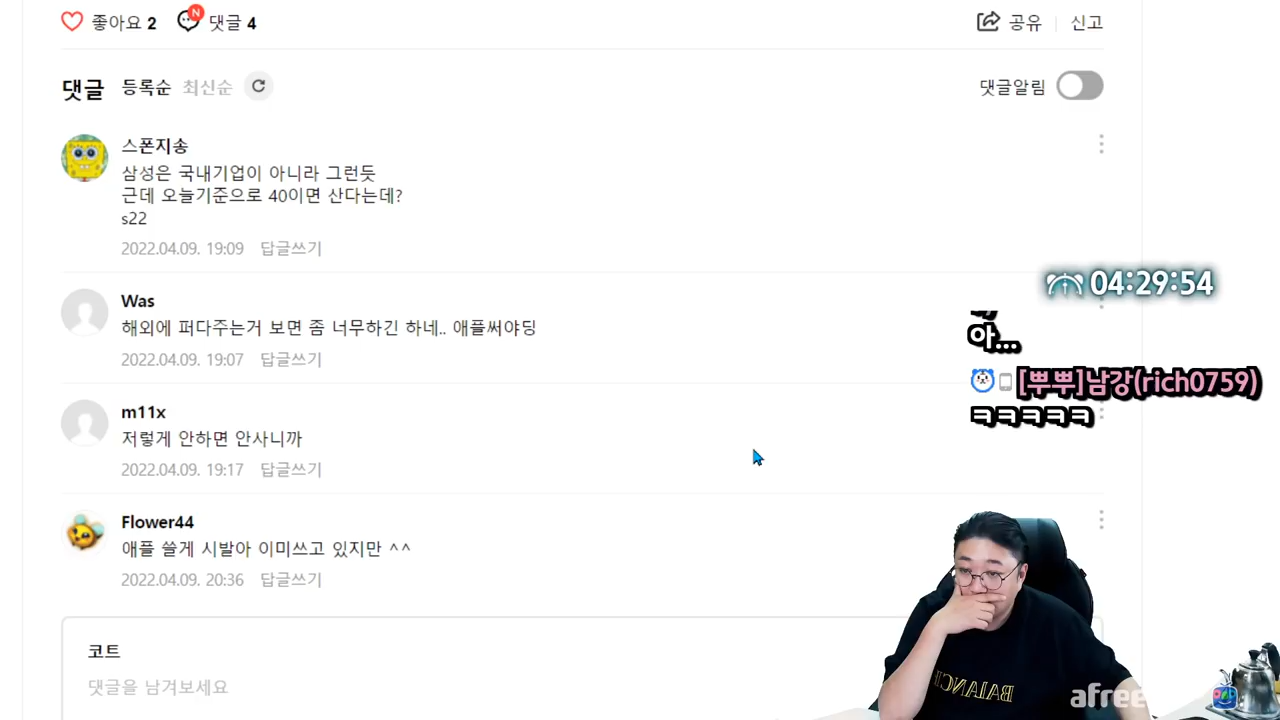 좋아요 2 댓글 4 공유 신고
N
댓글 등록순 최신순 댓글알림
스폰지송
삼성은 국내기업이 아니라 그런듯
근데 오늘기준으로 40이면 산다는데?
s22
2022.04.09. 19:09 답글쓰기
Was
해외에 퍼다주는거 보면 좀 너무하긴 하네.. 애플써야딩
2022.04.09. 19:07 답글쓰기
m11x
저렇게 안하면 안사니까
2022.04.09. 19:17 답글쓰기
Flower44
애플 쓸게 시발아 이미쓰고 있지만 ^^
2022.04.09. 20:36 답글쓰기
코트
댓글을 남겨보세요
04:29:54
아...
[뿌뿌]남강(rich0759)
ㅋㅋㅋㅋㅋ
BALANC
afree